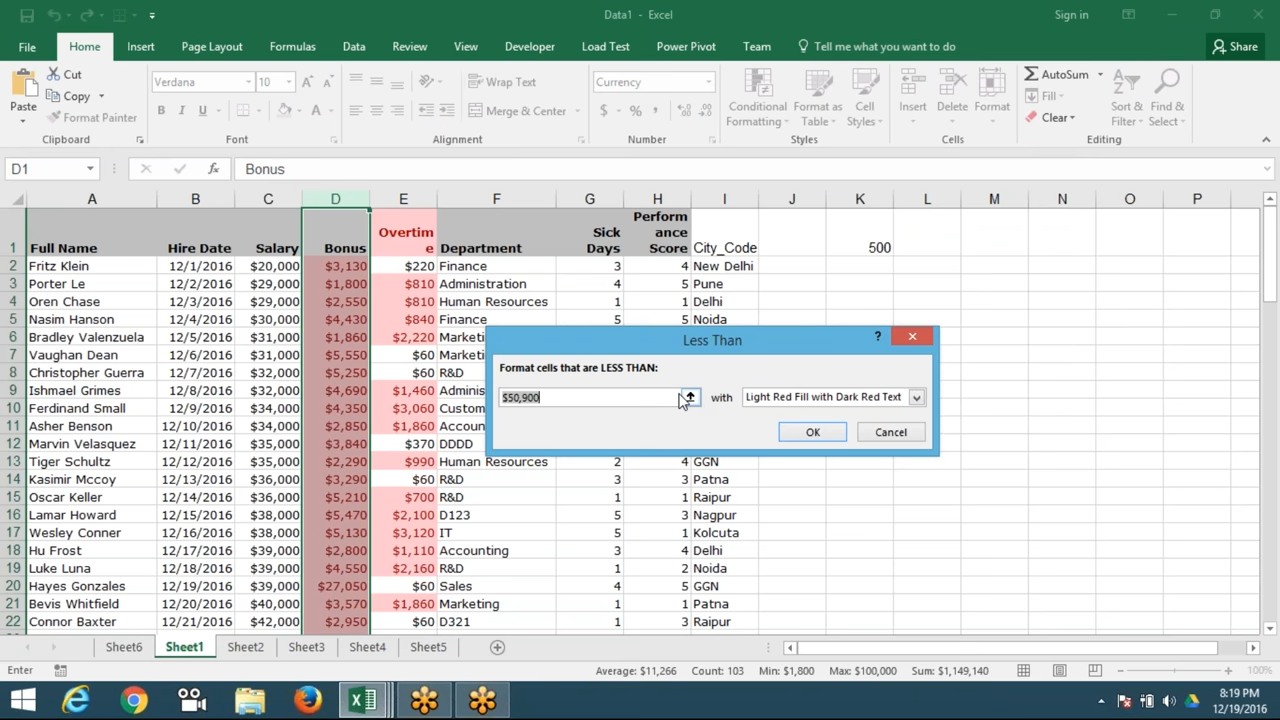 Data1 - Excel
Sign in
File Home Insert Page Layout Formulas Data Review View Developer Load Test Power Pivot Team Tell me what you want to do Share
Paste Cut Copy Format Painter
Verdana 10
B I U A
Wrap Text
Merge & Center
Currency
$ % ,
Conditional Formatting Format as Table Cell Styles
Insert Delete Format
AutoSum Fill Clear
Sort & Filter Find & Select
Clipboard Font Alignment Number Styles Cells Editing
D1 fx Bonus
A B C D E F G H I J K L M N O P
1 Full Name Hire Date Salary Bonus Overtime Department Sick Days Performance Score City_Code 500
2 Fritz Klein 12/1/2016 $20,000 $3,130 $220 Finance 3 4 New Delhi
3 Porter Le 12/2/2016 $29,000 $1,800 $810 Administration 4 5 Pune
4 Oren Chase 12/3/2016 $29,000 $2,550 $810 Human Resources 1 1 Delhi
5 Nasim Hanson 12/4/2016 $30,000 $4,430 $840 Finance 5 5 Noida
6 Bradley Valenzuela 12/5/2016 $31,000 $1,860 $2,220 Marketi
7 Vaughan Dean 12/6/2016 $31,000 $5,550 $60 Marketi
8 Christopher Guerra 12/7/2016 $32,000 $5,250 $60 R&D
9 Ishmael Grimes 12/8/2016 $32,000 $4,690 $1,460 Adminis
10 Ferdinand Small 12/9/2016 $34,000 $4,350 $3,060 Custom
11 Asher Benson 12/10/2016 $34,000 $2,850 $1,860 Accoun
12 Marvin Velasquez 12/11/2016 $35,000 $3,840 $370 DDDD
13 Tiger Schultz 12/12/2016 $35,000 $2,290 $990 Human Resources 2 4 GGN
14 Kasimir Mccoy 12/13/2016 $36,000 $3,290 $60 R&D 3 3 Patna
15 Oscar Keller 12/14/2016 $36,000 $5,210 $700 R&D 1 1 Raipur
16 Lamar Howard 12/15/2016 $38,000 $5,470 $2,100 D123 5 3 Nagpur
17 Wesley Conner 12/16/2016 $38,000 $5,130 $3,120 IT 5 1 Kolcuta
18 Hu Frost 12/17/2016 $39,000 $2,800 $1,110 Accounting 3 4 Delhi
19 Luke Luna 12/18/2016 $39,000 $4,550 $2,160 R&D 1 2 Noida
20 Hayes Gonzales 12/19/2016 $39,000 $27,050 $60 Sales 4 5 GGN
21 Bevis Whitfield 12/20/2016 $40,000 $3,570 $1,860 Marketing 1 1 Patna
22 Connor Baxter 12/21/2016 $42,000 $2,950 $60 D321 1 3 Raipur
Less Than ?
Format cells that are LESS THAN:
$50,900 with Light Red Fill with Dark Red Text
OK Cancel
Sheet6 Sheet1 Sheet2 Sheet3 Sheet4 Sheet5
Enter Average: $11,266 Count: 103 Min: $1,800 Max: $100,000 Sum: $1,149,140 100%
8:19 PM
12/19/2016